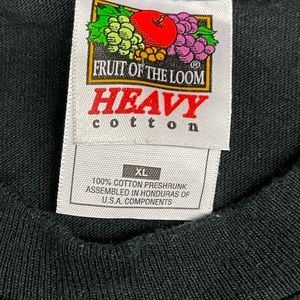 FRUIT OF THE LOOM®
HEAVY
cotton
XL
100% COTTON PRESHRUNK
ASSEMBLED IN HONDURAS OF
U.S.A. COMPONENTS